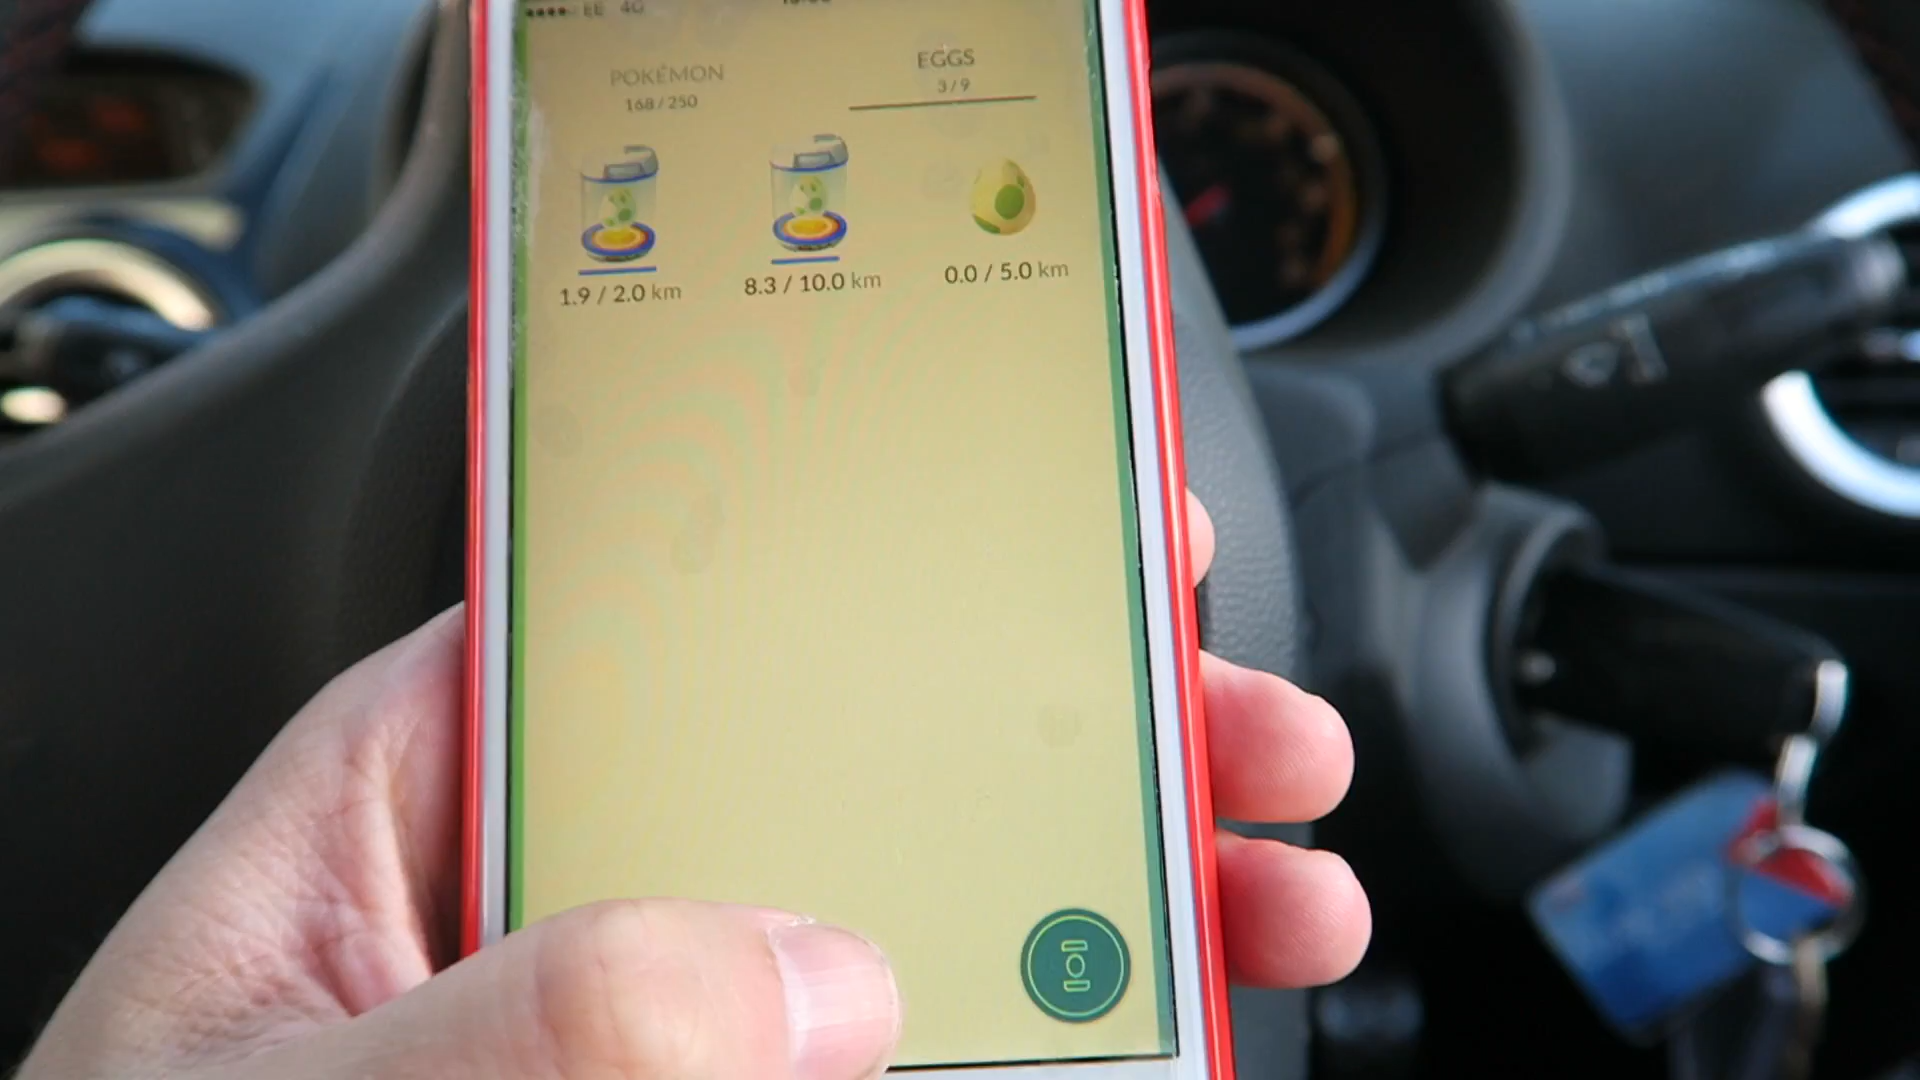 EE 4G
POKÉMON
168/250
EGGS
3/9
1.9 / 2.0 km
8.3 / 10.0 km
0.0 / 5.0 km